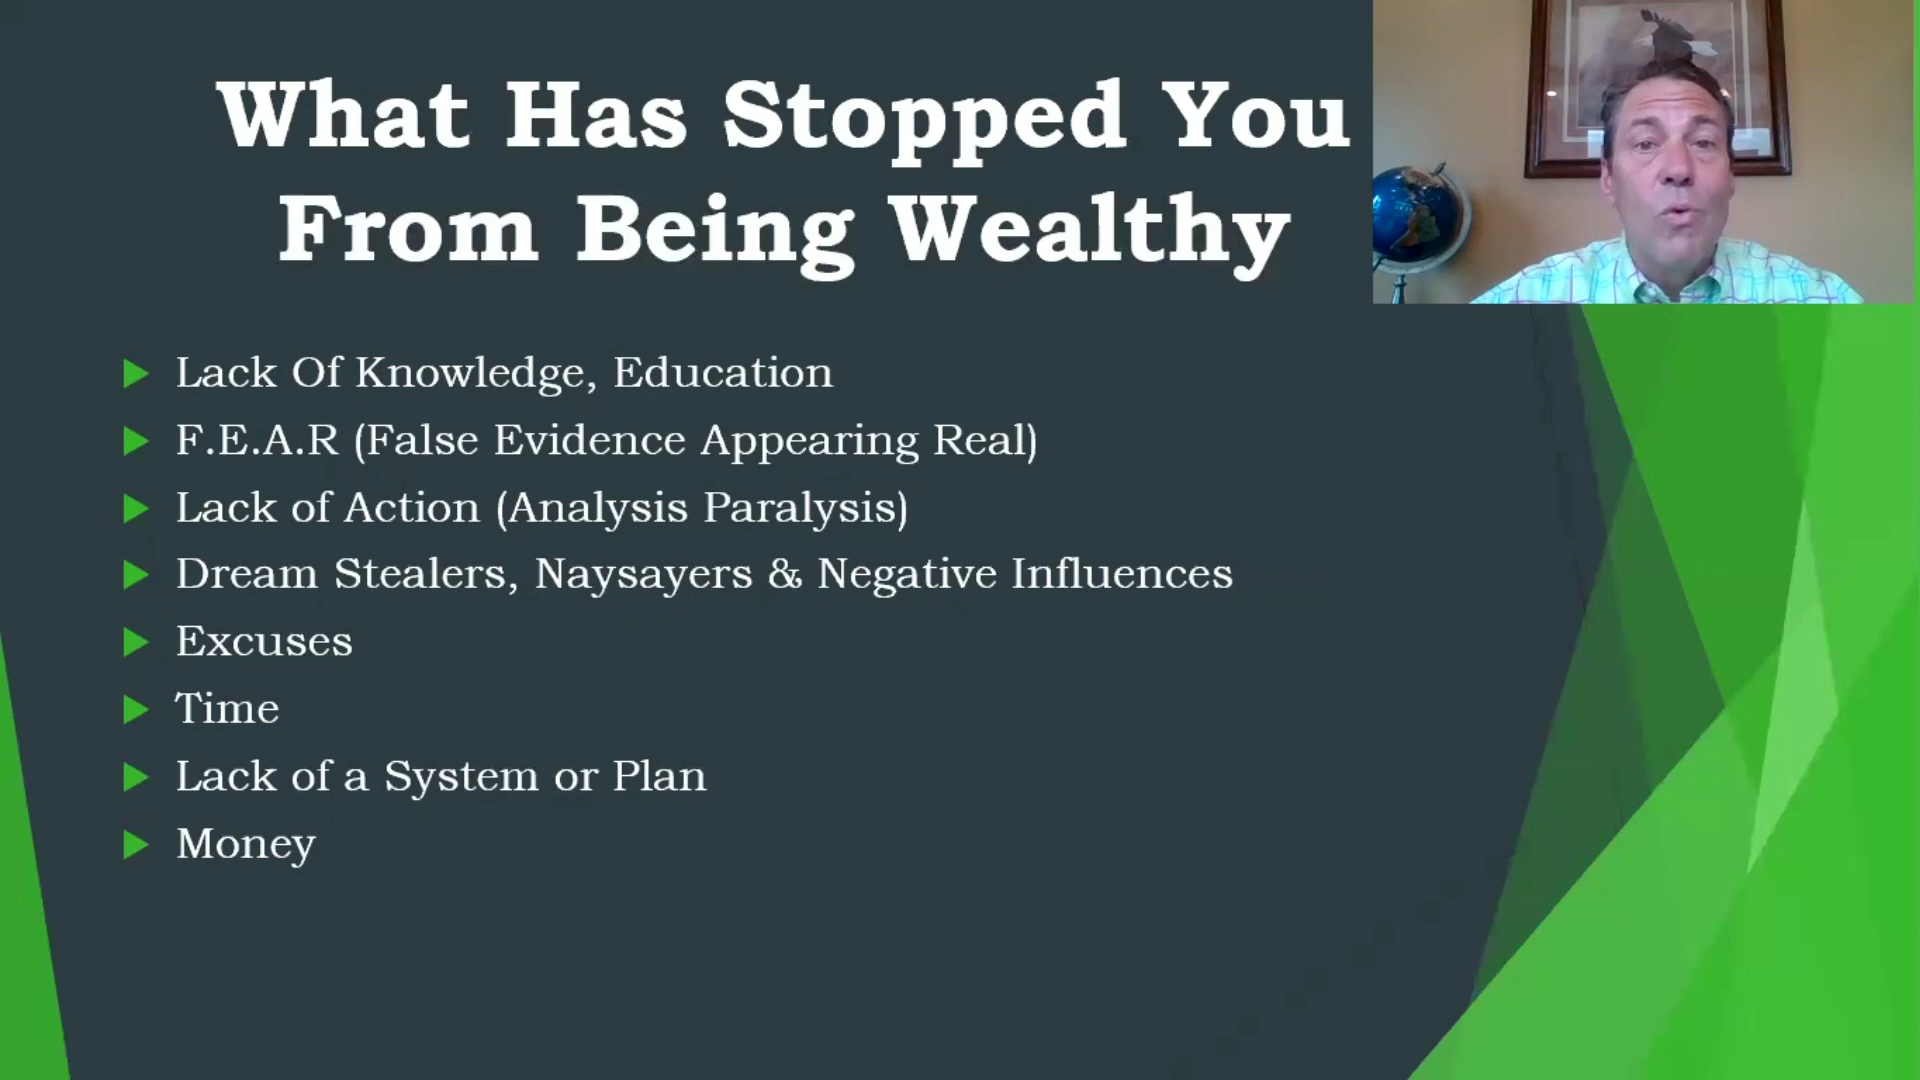 What Has Stopped You
From Being Wealthy
Lack Of Knowledge, Education
F.E.A.R (False Evidence Appearing Real)
Lack of Action (Analysis Paralysis)
Dream Stealers, Naysayers & Negative Influences
Excuses
Time
Lack of a System or Plan
Money